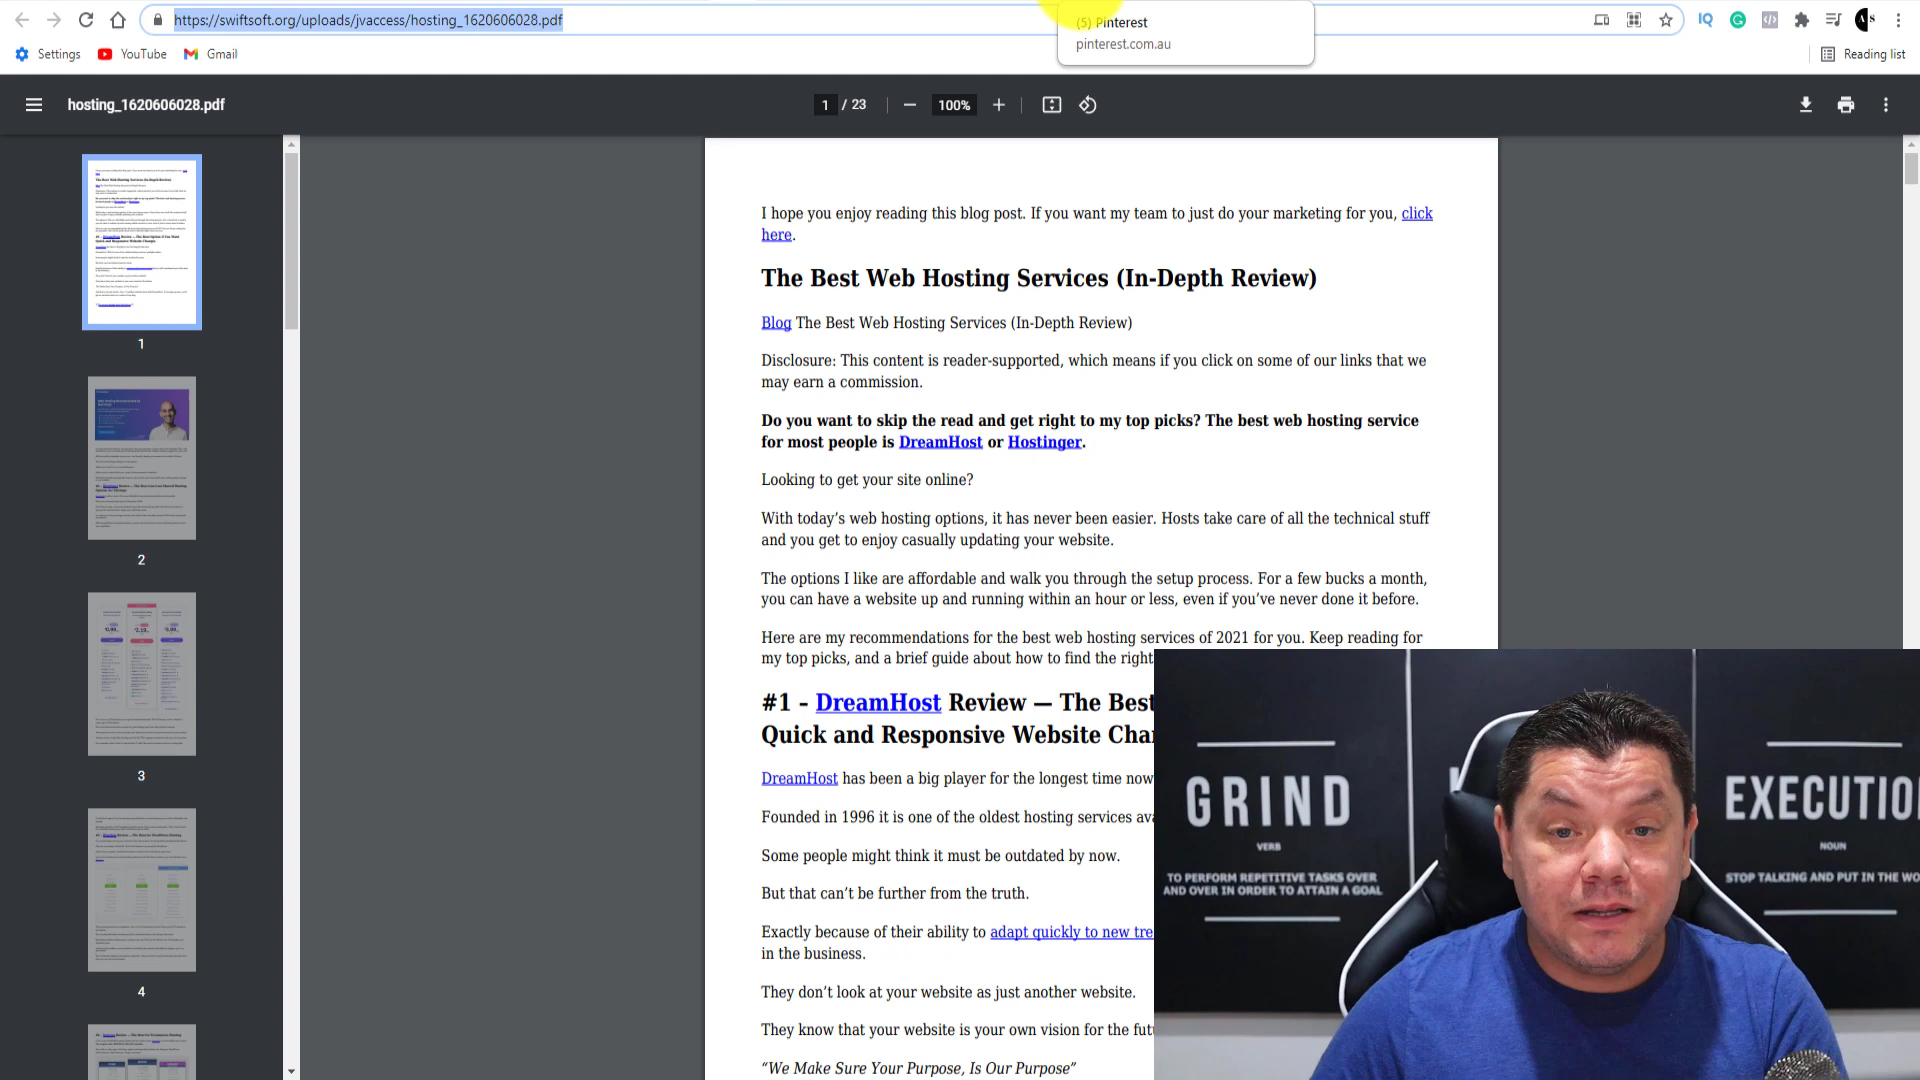 https://swiftsoft.org/uploads/jvaccess/hosting_1620606028.pdf
(5) Pinterest
pinterest.com.au
IQ
Settings
YouTube
Gmail
Reading list
hosting_1620606028.pdf
1 / 23
100%
1
2
3
4
I hope you enjoy reading this blog post. If you want my team to just do your marketing for you, click
here.
The Best Web Hosting Services (In-Depth Review)
Blog The Best Web Hosting Services (In-Depth Review)
Disclosure: This content is reader-supported, which means if you click on some of our links that we
may earn a commission.
Do you want to skip the read and get right to my top picks? The best web hosting service
for most people is DreamHost or Hostinger.
Looking to get your site online?
With today’s web hosting options, it has never been easier. Hosts take care of all the technical stuff
and you get to enjoy casually updating your website.
The options I like are affordable and walk you through the setup process. For a few bucks a month,
you can have a website up and running within an hour or less, even if you’ve never done it before.
Here are my recommendations for the best web hosting services of 2021 for you. Keep reading for
my top picks, and a brief guide about how to find the right
#1 – DreamHost Review — The Best
Quick and Responsive Website Cha
DreamHost has been a big player for the longest time now
Founded in 1996 it is one of the oldest hosting services ava
Some people might think it must be outdated by now.
But that can’t be further from the truth.
Exactly because of their ability to adapt quickly to new tre
in the business.
They don’t look at your website as just another website.
They know that your website is your own vision for the fut
“We Make Sure Your Purpose, Is Our Purpose”
GRIND
VERB
TO PERFORM REPETITIVE TASKS OVER
AND OVER IN ORDER TO ATTAIN A GOAL
EXECUTIO
NOUN
STOP TALKING AND PUT IN THE WO